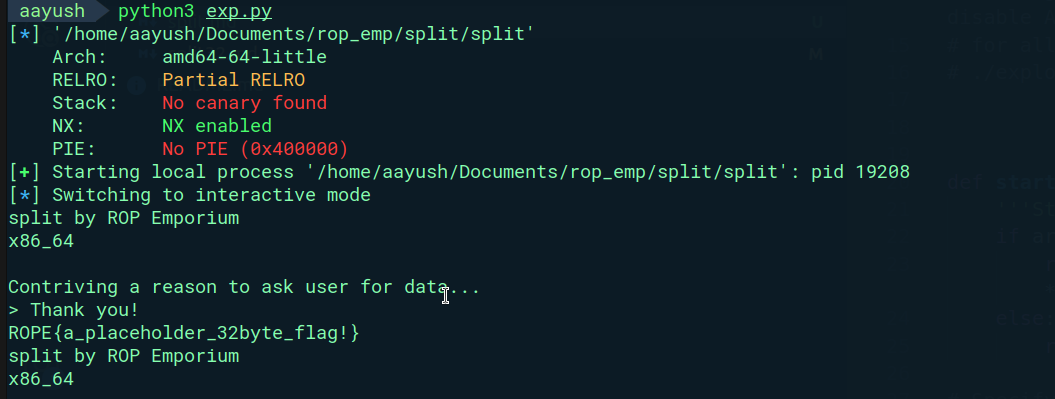 aayush python3 exp.py
[*] '/home/aayush/Documents/rop_emp/split/split'
Arch: amd64-64-little
RELRO: Partial RELRO
Stack: No canary found
NX: NX enabled
PIE: No PIE (0x400000)
[+] Starting local process '/home/aayush/Documents/rop_emp/split/split': pid 19208
[*] Switching to interactive mode
split by ROP Emporium
x86_64
Contriving a reason to ask user for data...
> Thank you!
ROPE{a_placeholder_32byte_flag!}
split by ROP Emporium
x86_64